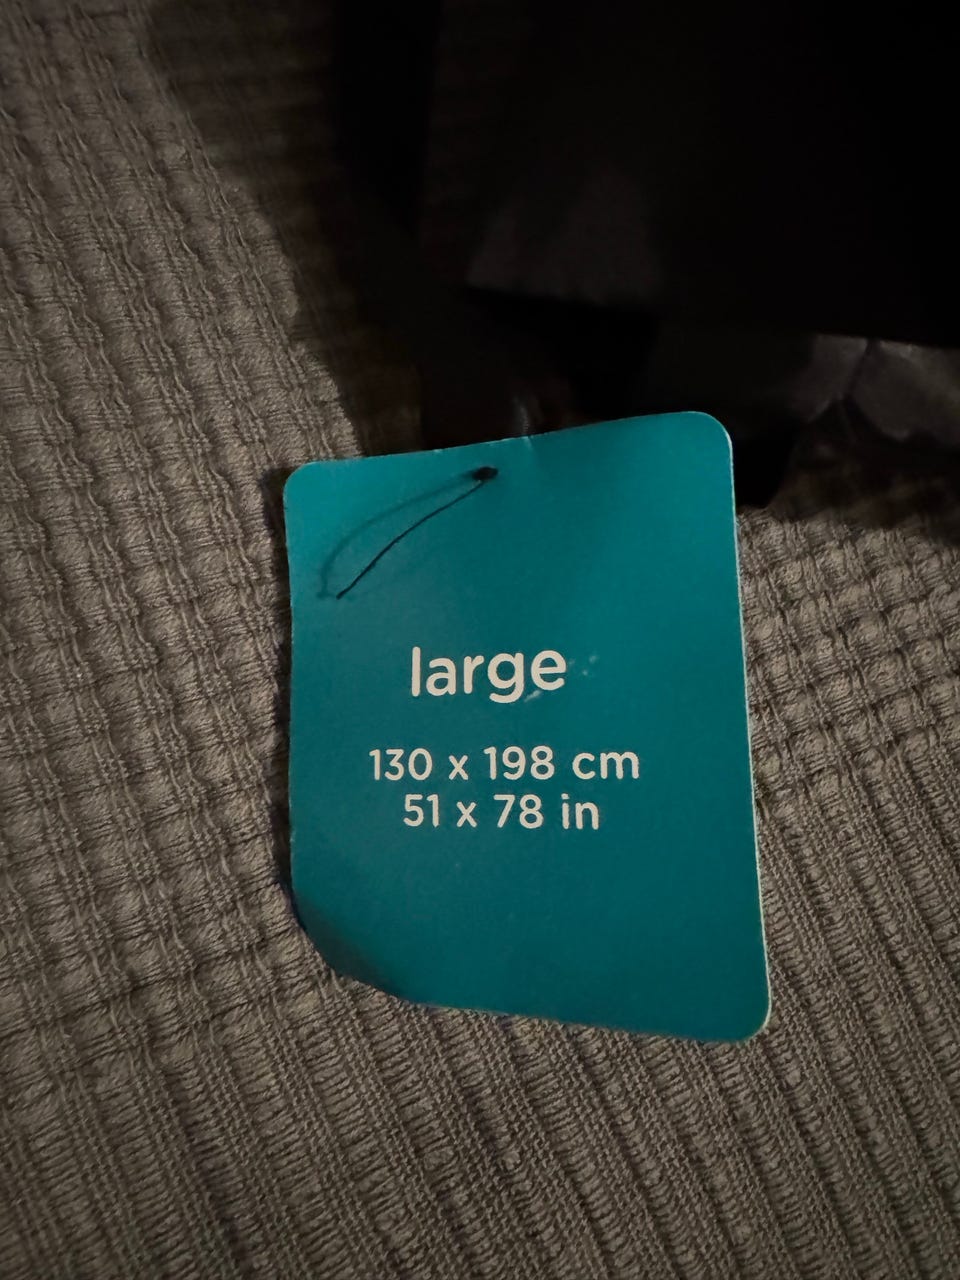 large
130 x 198 cm
51 x 78 in